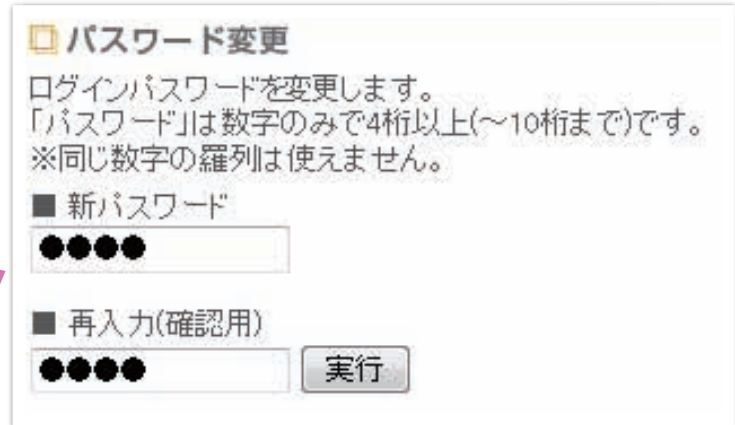 パスワード変更
ログインパスワードを変更します。
「パスワード」は数字のみで4桁以上(～10桁まで)です。
※同じ数字の羅列は使えません。
■ 新パスワード
●●●●
■ 再入力(確認用)
●●●● 実行